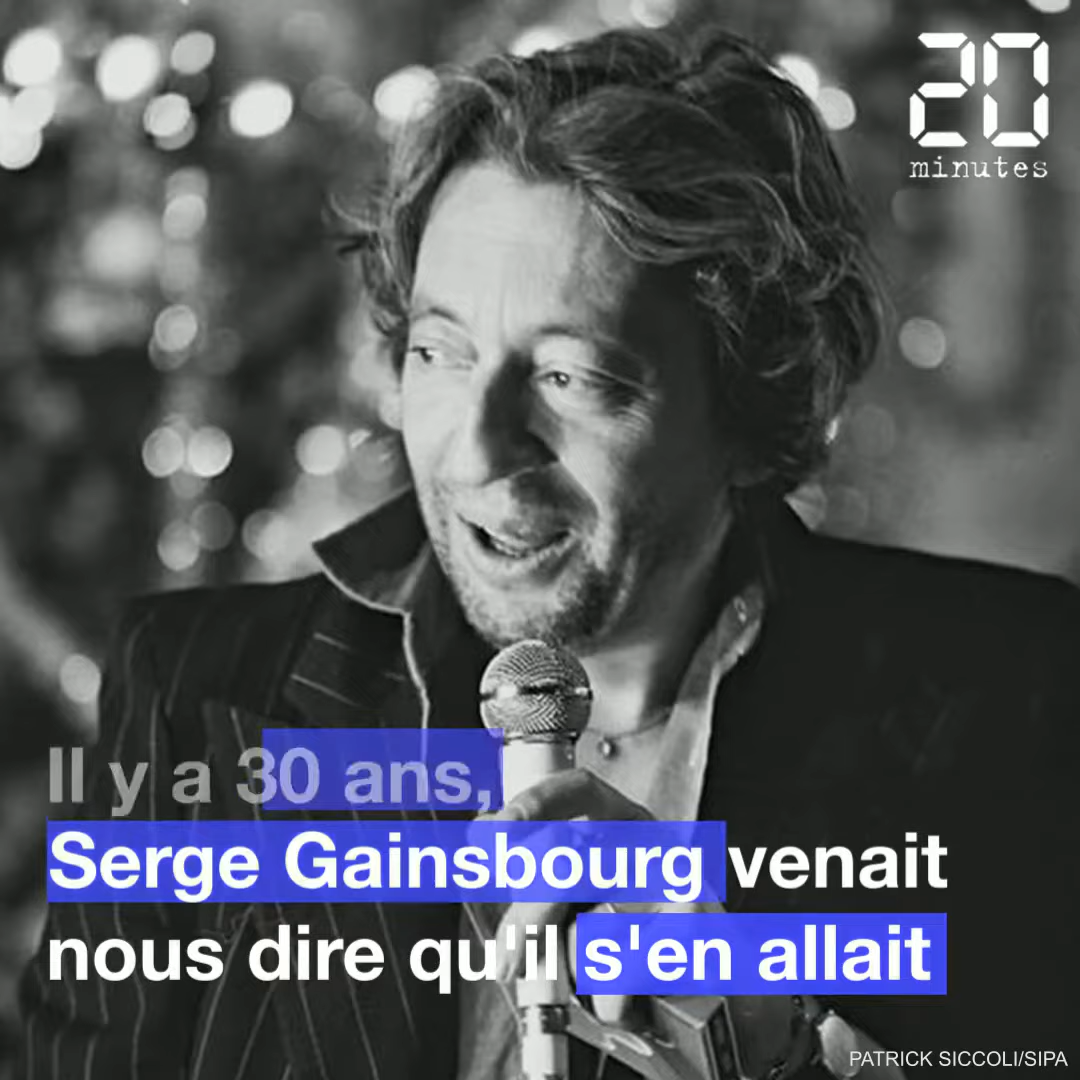 20
minutes
Il y a 30 ans,
Serge Gainsbourg venait
nous dire qu'il s'en allait
PATRICK SICCOLI/SIPA